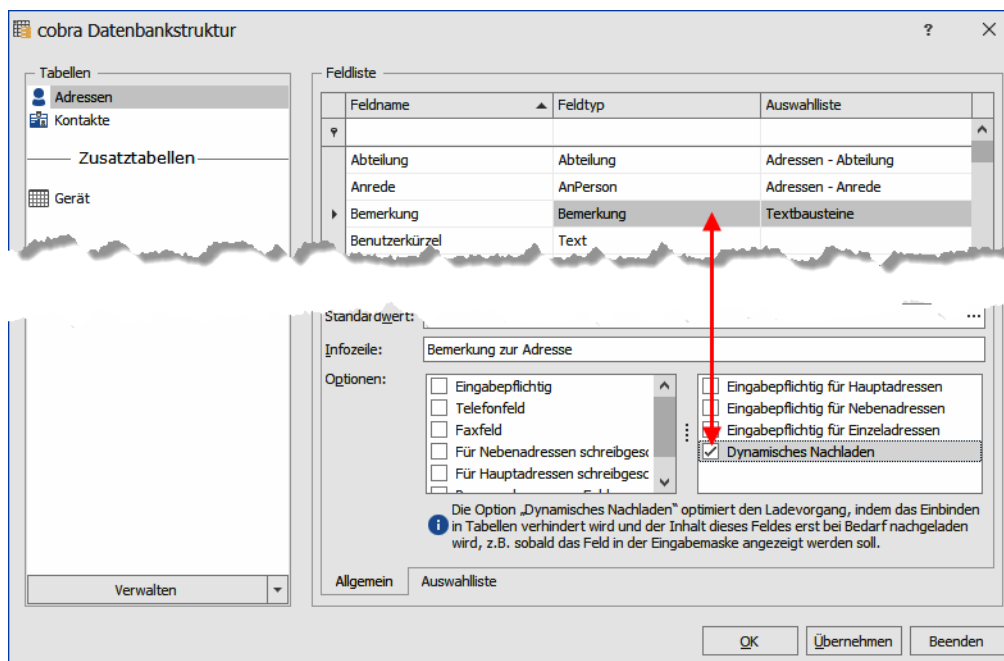 cobra Datenbankstruktur
?
Tabellen
Adressen
Kontakte
Zusatztabellen
Gerät
Verwalten
Feldliste
Feldname Feldtyp Auswahlliste
Abteilung Abteilung Adressen - Abteilung
Anrede AnPerson Adressen - Anrede
Bemerkung Bemerkung Textbausteine
Benutzerkürzel Text
Standardwert:
...
Infozeile: Bemerkung zur Adresse
Optionen:
Eingabepflichtig
Telefonfeld
Faxfeld
Für Nebenadressen schreibgesc
Für Hauptadressen schreibgesc
Eingabepflichtig für Hauptadressen
Eingabepflichtig für Nebenadressen
Eingabepflichtig für Einzeladressen
Dynamisches Nachladen
Die Option „Dynamisches Nachladen" optimiert den Ladevorgang, indem das Einbinden
in Tabellen verhindert wird und der Inhalt dieses Feldes erst bei Bedarf nachgeladen
wird, z.B. sobald das Feld in der Eingabemaske angezeigt werden soll.
Allgemein Auswahlliste
OK Übernehmen Beenden